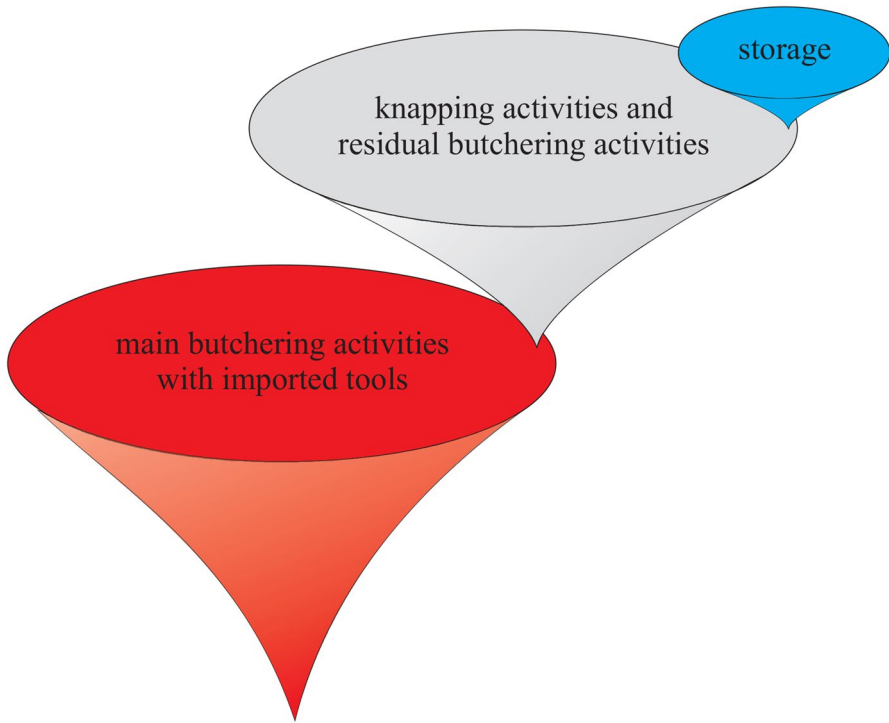 storage
knapping activities and
residual butchering activities
main butchering activities
with imported tools